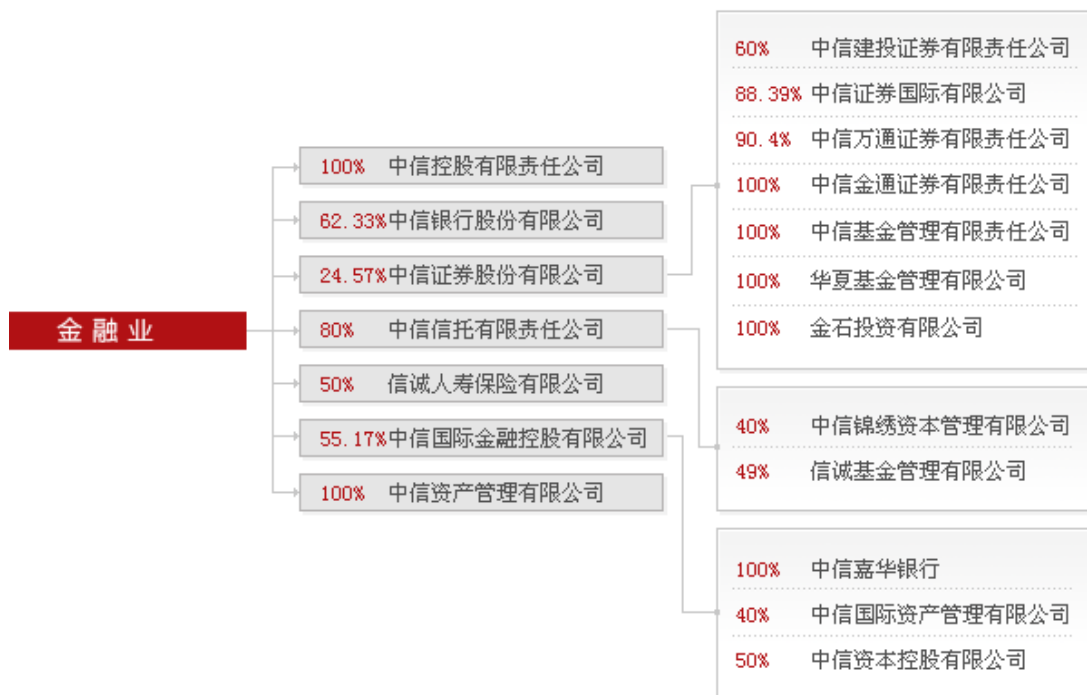 金融业
100% 中信控股有限责任公司
62.33%中信银行股份有限公司
24.57%中信证券股份有限公司
80% 中信信托有限责任公司
50% 信诚人寿保险有限公司
55.17%中信国际金融控股有限公司
100% 中信资产管理有限公司
60% 中信建投证券有限责任公司
88.39% 中信证券国际有限公司
90.4% 中信万通证券有限责任公司
100% 中信金通证券有限责任公司
100% 中信基金管理有限责任公司
100% 华夏基金管理有限公司
100% 金石投资有限公司
40% 中信锦绣资本管理有限公司
49% 信诚基金管理有限公司
100% 中信嘉华银行
40% 中信国际资产管理有限公司
50% 中信资本控股有限公司